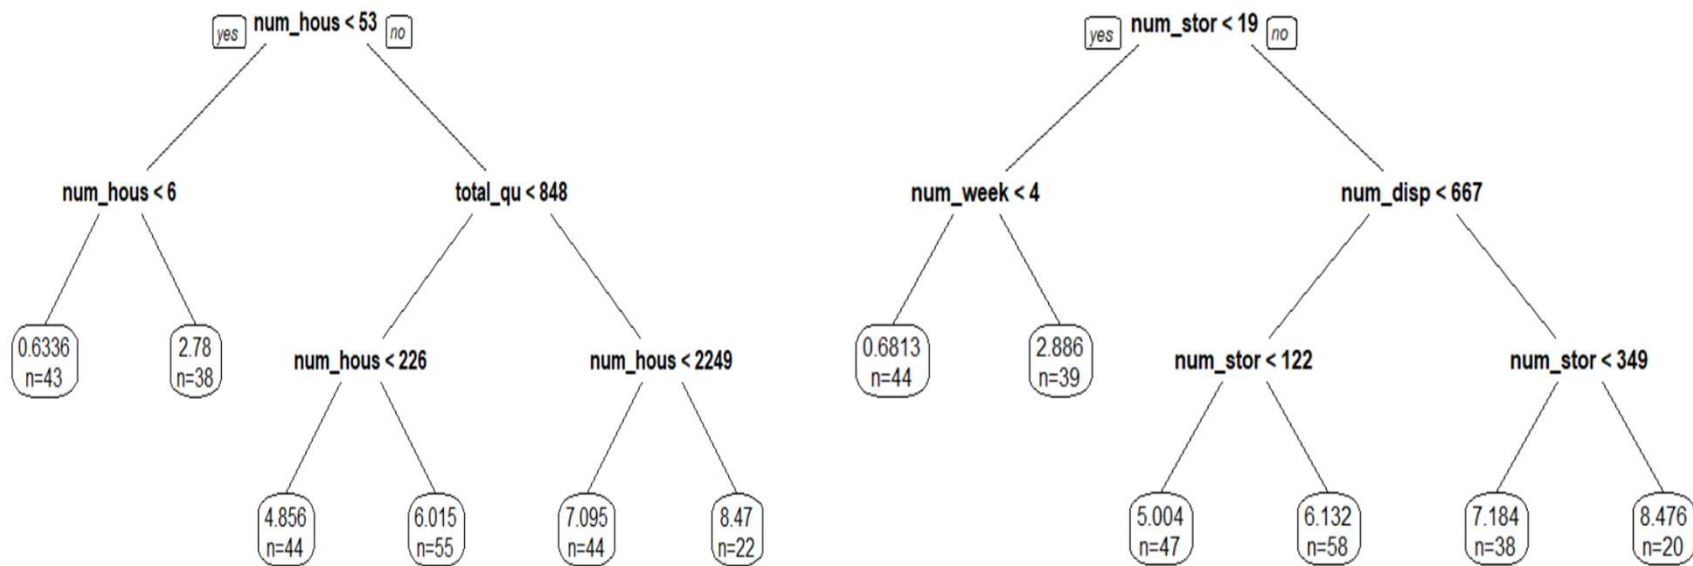 yes num_hous < 53 no
num_hous < 6
total_qu < 848
0.6336
n=43
2.78
n=38
num_hous < 226
num_hous < 2249
4.856
n=44
6.015
n=55
7.095
n=44
8.47
n=22
yes num_stor < 19 no
num_week < 4
num_disp < 667
0.6813
n=44
2.886
n=39
num_stor < 122
num_stor < 349
5.004
n=47
6.132
n=58
7.184
n=38
8.476
n=20